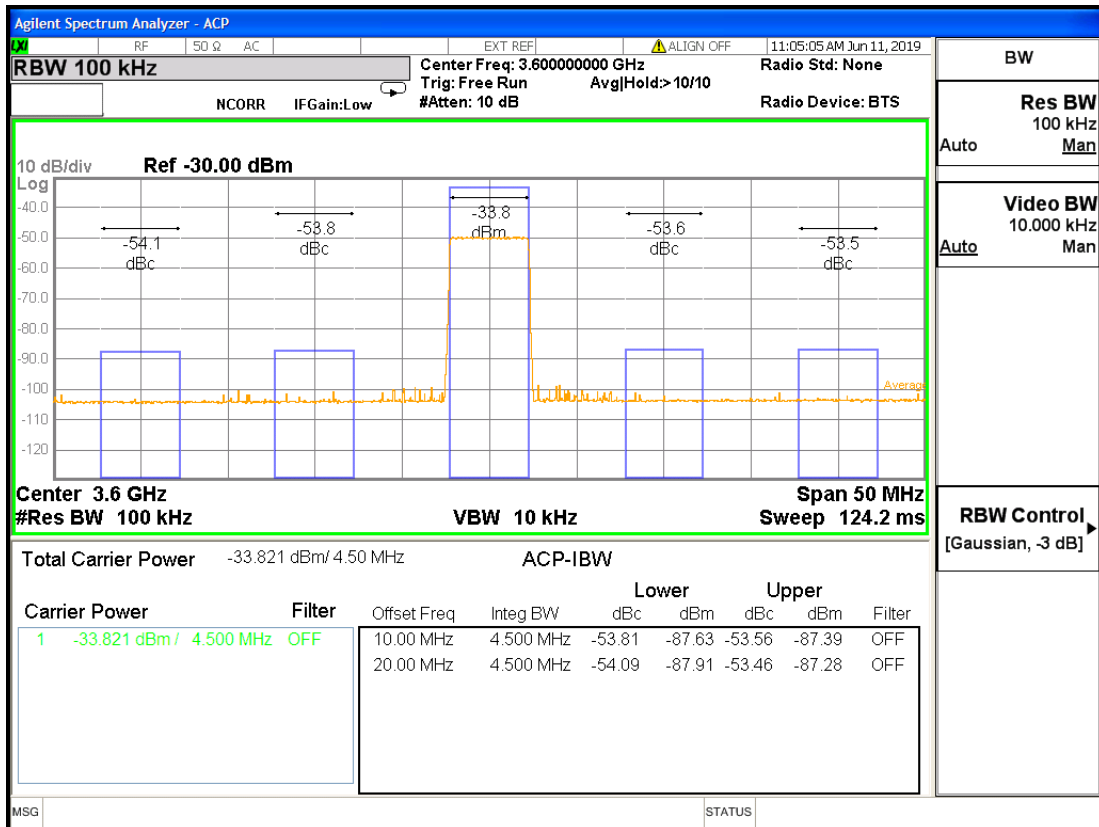 Agilent Spectrum Analyzer - ACP
LXI RF 50 Ω AC EXT REF ALIGN OFF 11:05:05 AM Jun 11, 2019
RBW 100 kHz
Center Freq: 3.600000000 GHz Radio Std: None
Trig: Free Run Avg|Hold:>10/10
NCORR IFGain:Low #Atten: 10 dB Radio Device: BTS
10 dB/div Ref -30.00 dBm
Log
-40.0
-50.0
-60.0
-70.0
-80.0
-90.0
-100
-110
-120
-54.1
dBc
-53.8
dBc
-33.8
dBm
-53.6
dBc
-53.5
dBc
Average
Center 3.6 GHz Span 50 MHz
#Res BW 100 kHz VBW 10 kHz Sweep 124.2 ms
Total Carrier Power -33.821 dBm/ 4.50 MHz ACP-IBW
Lower Upper
Carrier Power Filter
Offset Freq Integ BW dBc dBm dBc dBm Filter
1 -33.821 dBm / 4.500 MHz OFF
10.00 MHz 4.500 MHz -53.81 -87.63 -53.56 -87.39 OFF
20.00 MHz 4.500 MHz -54.09 -87.91 -53.46 -87.28 OFF
MSG STATUS
BW
Res BW
100 kHz
Auto Man
Video BW
10.000 kHz
Auto Man
RBW Control
[Gaussian, -3 dB]